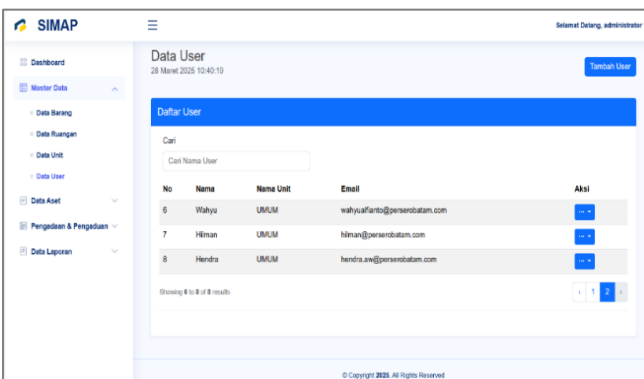 SIMAP
Selamat Datang, administrator
Dashboard
Master Data
Data Barang
Data Ruangan
Data Unit
Data User
Data Aset
Pengadaan & Pengaduan
Data Laporan
Data User
28 Maret 2025 10:40:19
Tambah User
Daftar User
Cari
Cari Nama User
No Nama Nama Unit Email Aksi
6 Wahyu UMUM wahyualfianto@perserobatam.com ...
7 Hilman UMUM hilman@perserobatam.com ...
8 Hendra UMUM hendra.aw@perserobatam.com ...
Showing 6 to 8 of 8 results
‹ 1 2 ›
© Copyright 2025. All Rights Reserved